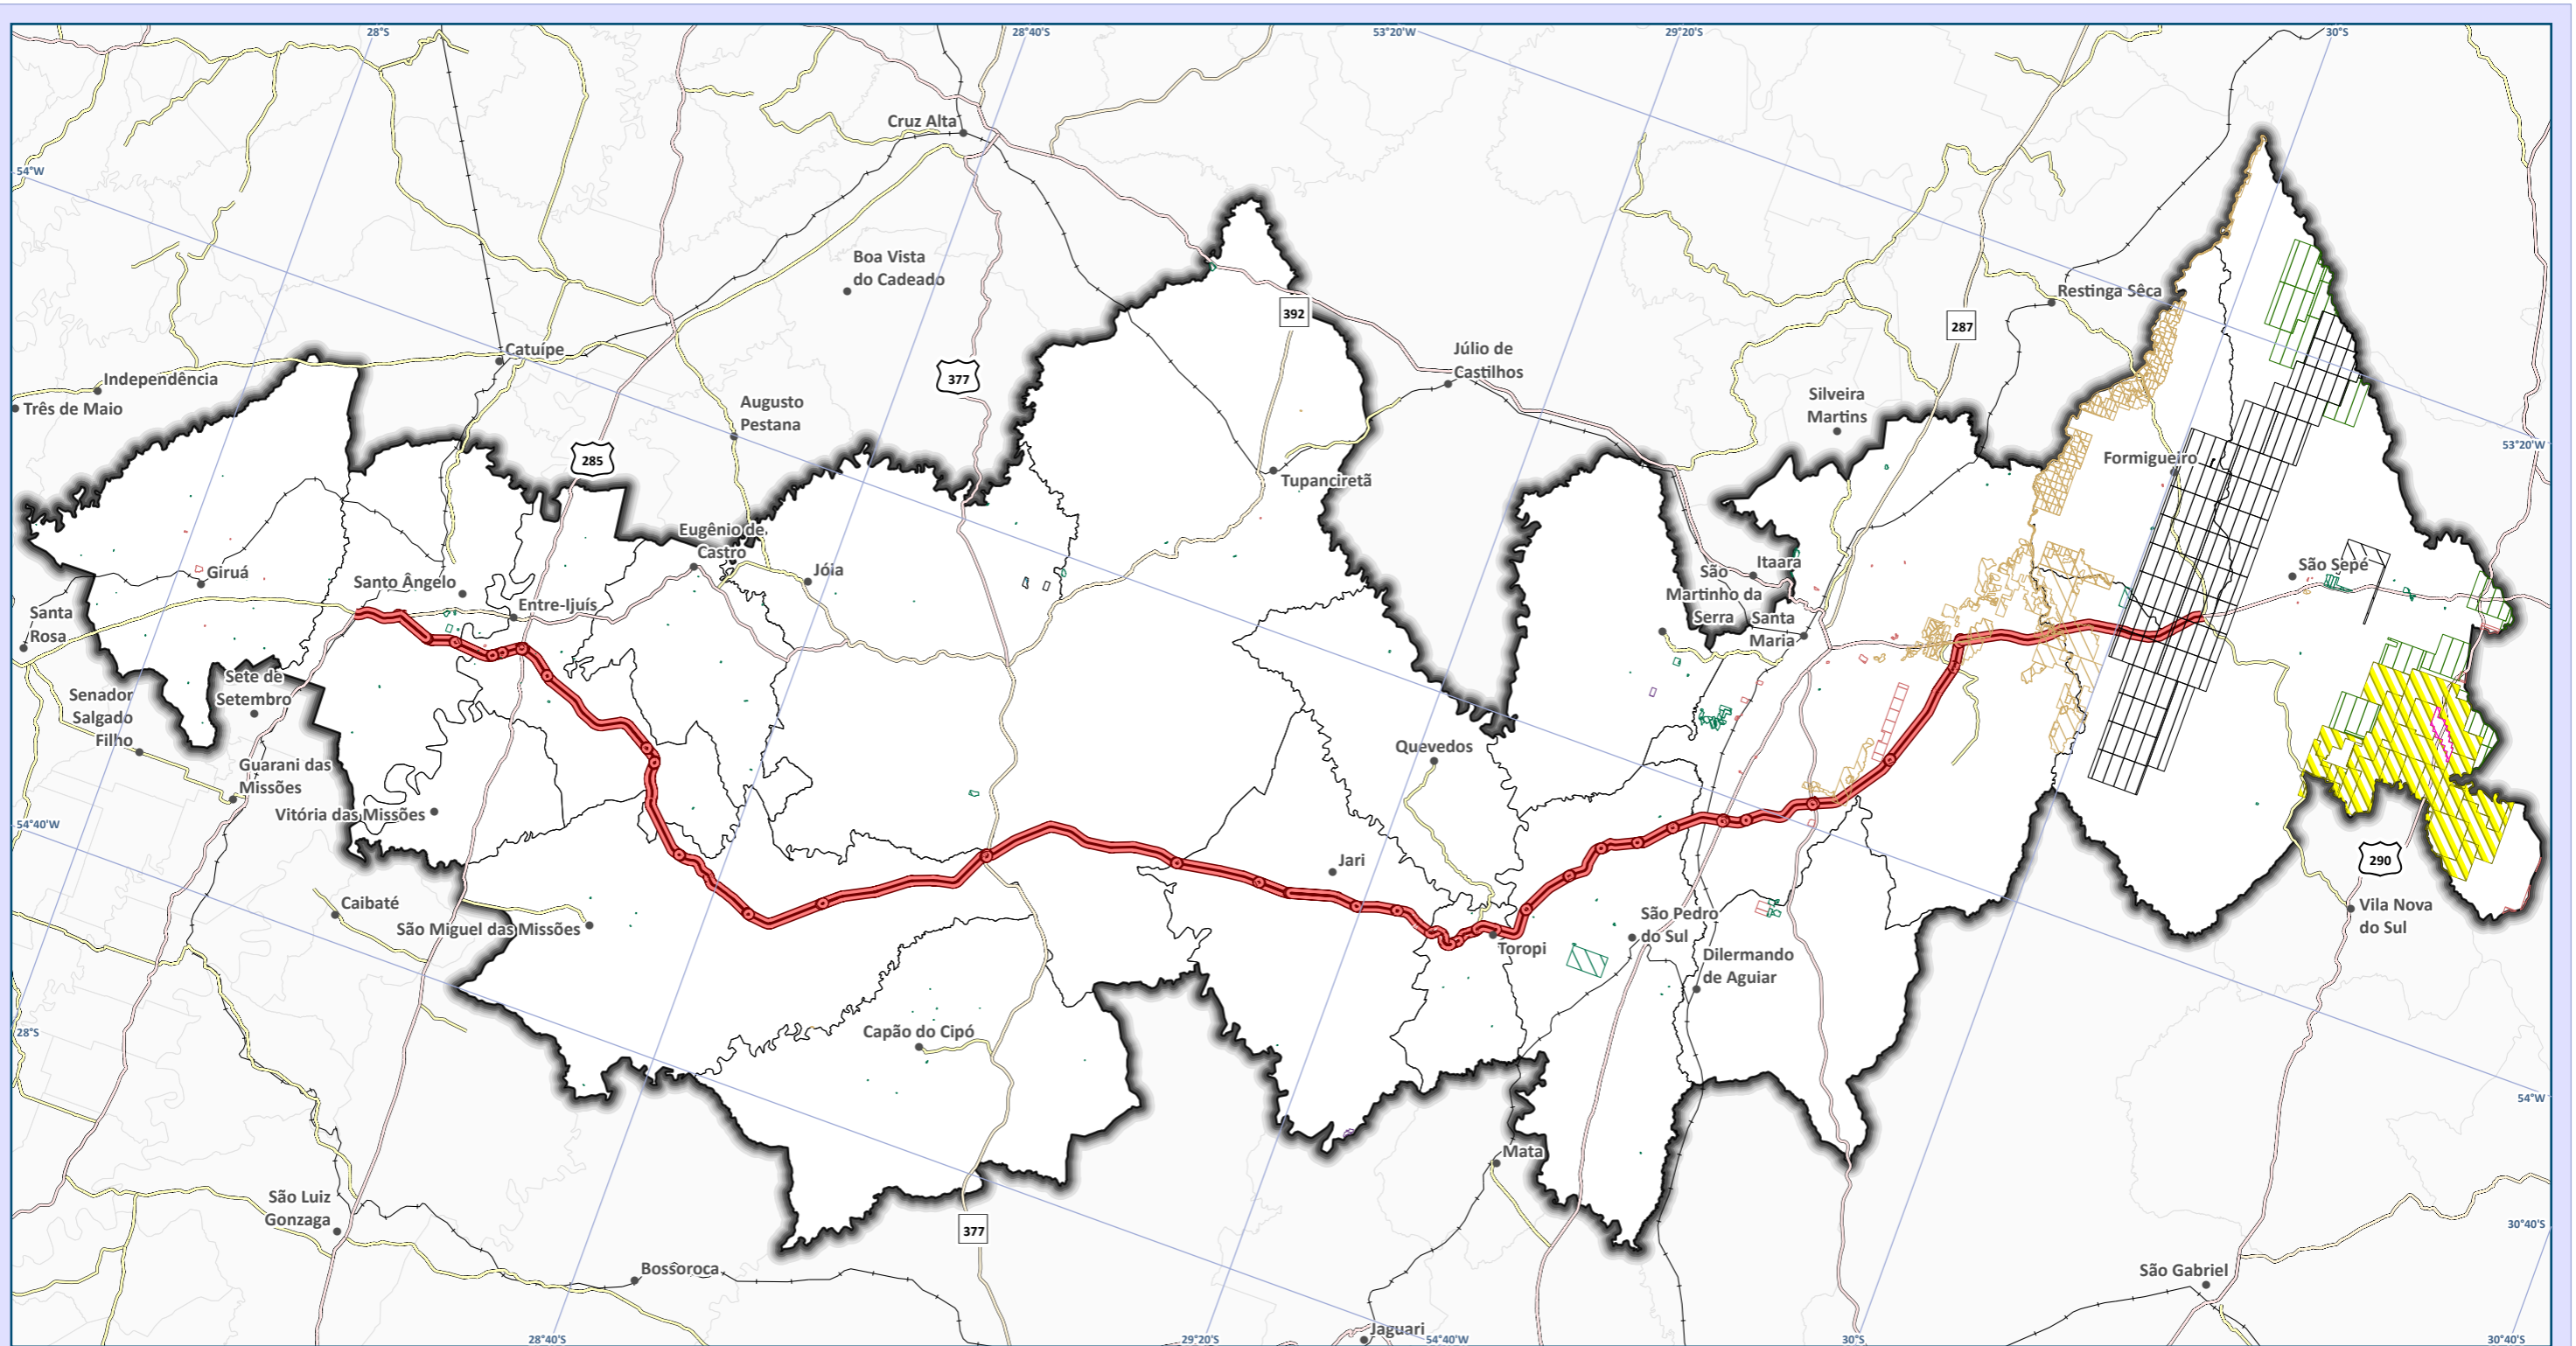 28°S
28°40'S
53°20'W
29°20'S
30°S
Cruz Alta
54°W
Boa Vista
do Cadeado
Restinga Sêca
392
287
Catuípe
Júlio de
Castilhos
Independência
377
Três de Maio
Silveira
Martins
Augusto
Pestana
53°20'W
285
Formigueiro
Tupanciretã
Eugênio de
Castro
Itaara
São Sepé
Giruá
Jóia
Santo Ângelo
São
Martinho da
Serra
Santa
Maria
Entre-Ijuís
Santa
Rosa
Sete de
Setembro
Senador
Salgado
Filho
Quevedos
Guarani das
Missões
Vitória das Missões
54°40'W
Jari
290
Caibaté
São Miguel das Missões
Vila Nova
do Sul
São Pedro
do Sul
Toropi
Dilermando
de Aguiar
Capão do Cipó
28°S
54°W
Mata
São Luiz
Gonzaga
377
30°40'S
Bossoroca
São Gabriel
Jaguari
28°40'S
29°20'S
54°40'W
30°S
30°40'S